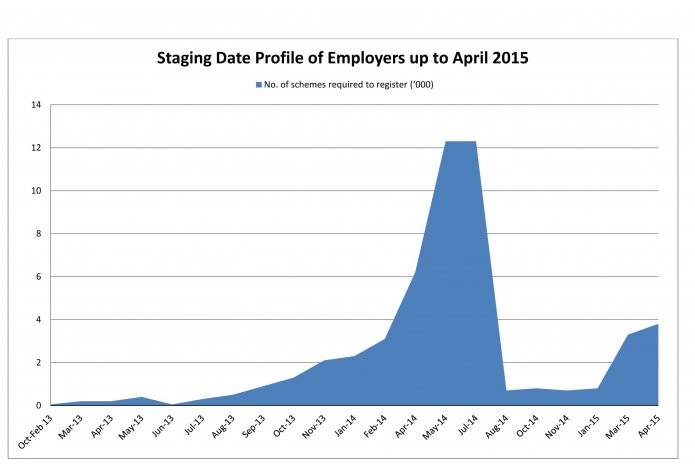 Staging Date Profile of Employers up to April 2015
No. of schemes required to register ('000)
14
12
10
8
6
4
2
0
Oct-Feb 13
Mar-13
Apr-13
May-13
Jun-13
Jul-13
Aug-13
Sep-13
Oct-13
Nov-13
Jan-14
Feb-14
Apr-14
May-14
Jul-14
Aug-14
Oct-14
Nov-14
Jan-15
Mar-15
Apr-15